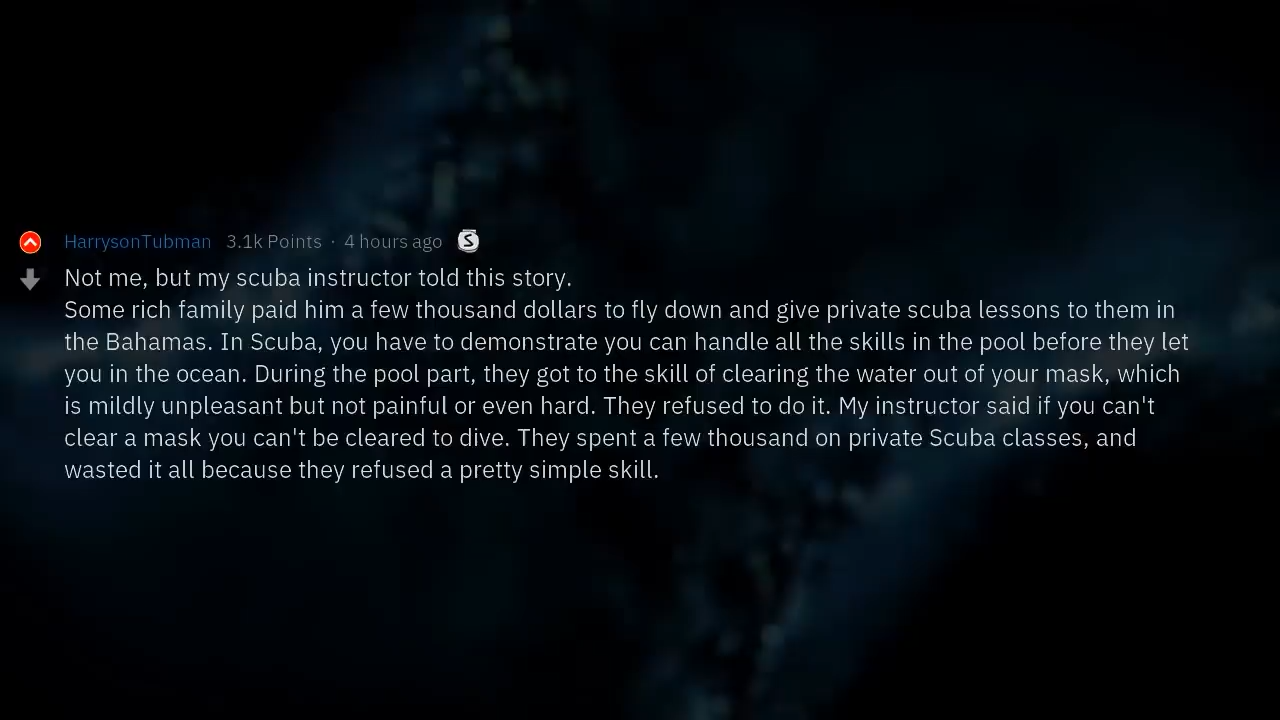 HarrysonTubman 3.1k Points · 4 hours ago S
Not me, but my scuba instructor told this story.
Some rich family paid him a few thousand dollars to fly down and give private scuba lessons to them in
the Bahamas. In Scuba, you have to demonstrate you can handle all the skills in the pool before they let
you in the ocean. During the pool part, they got to the skill of clearing the water out of your mask, which
is mildly unpleasant but not painful or even hard. They refused to do it. My instructor said if you can't
clear a mask you can't be cleared to dive. They spent a few thousand on private Scuba classes, and
wasted it all because they refused a pretty simple skill.